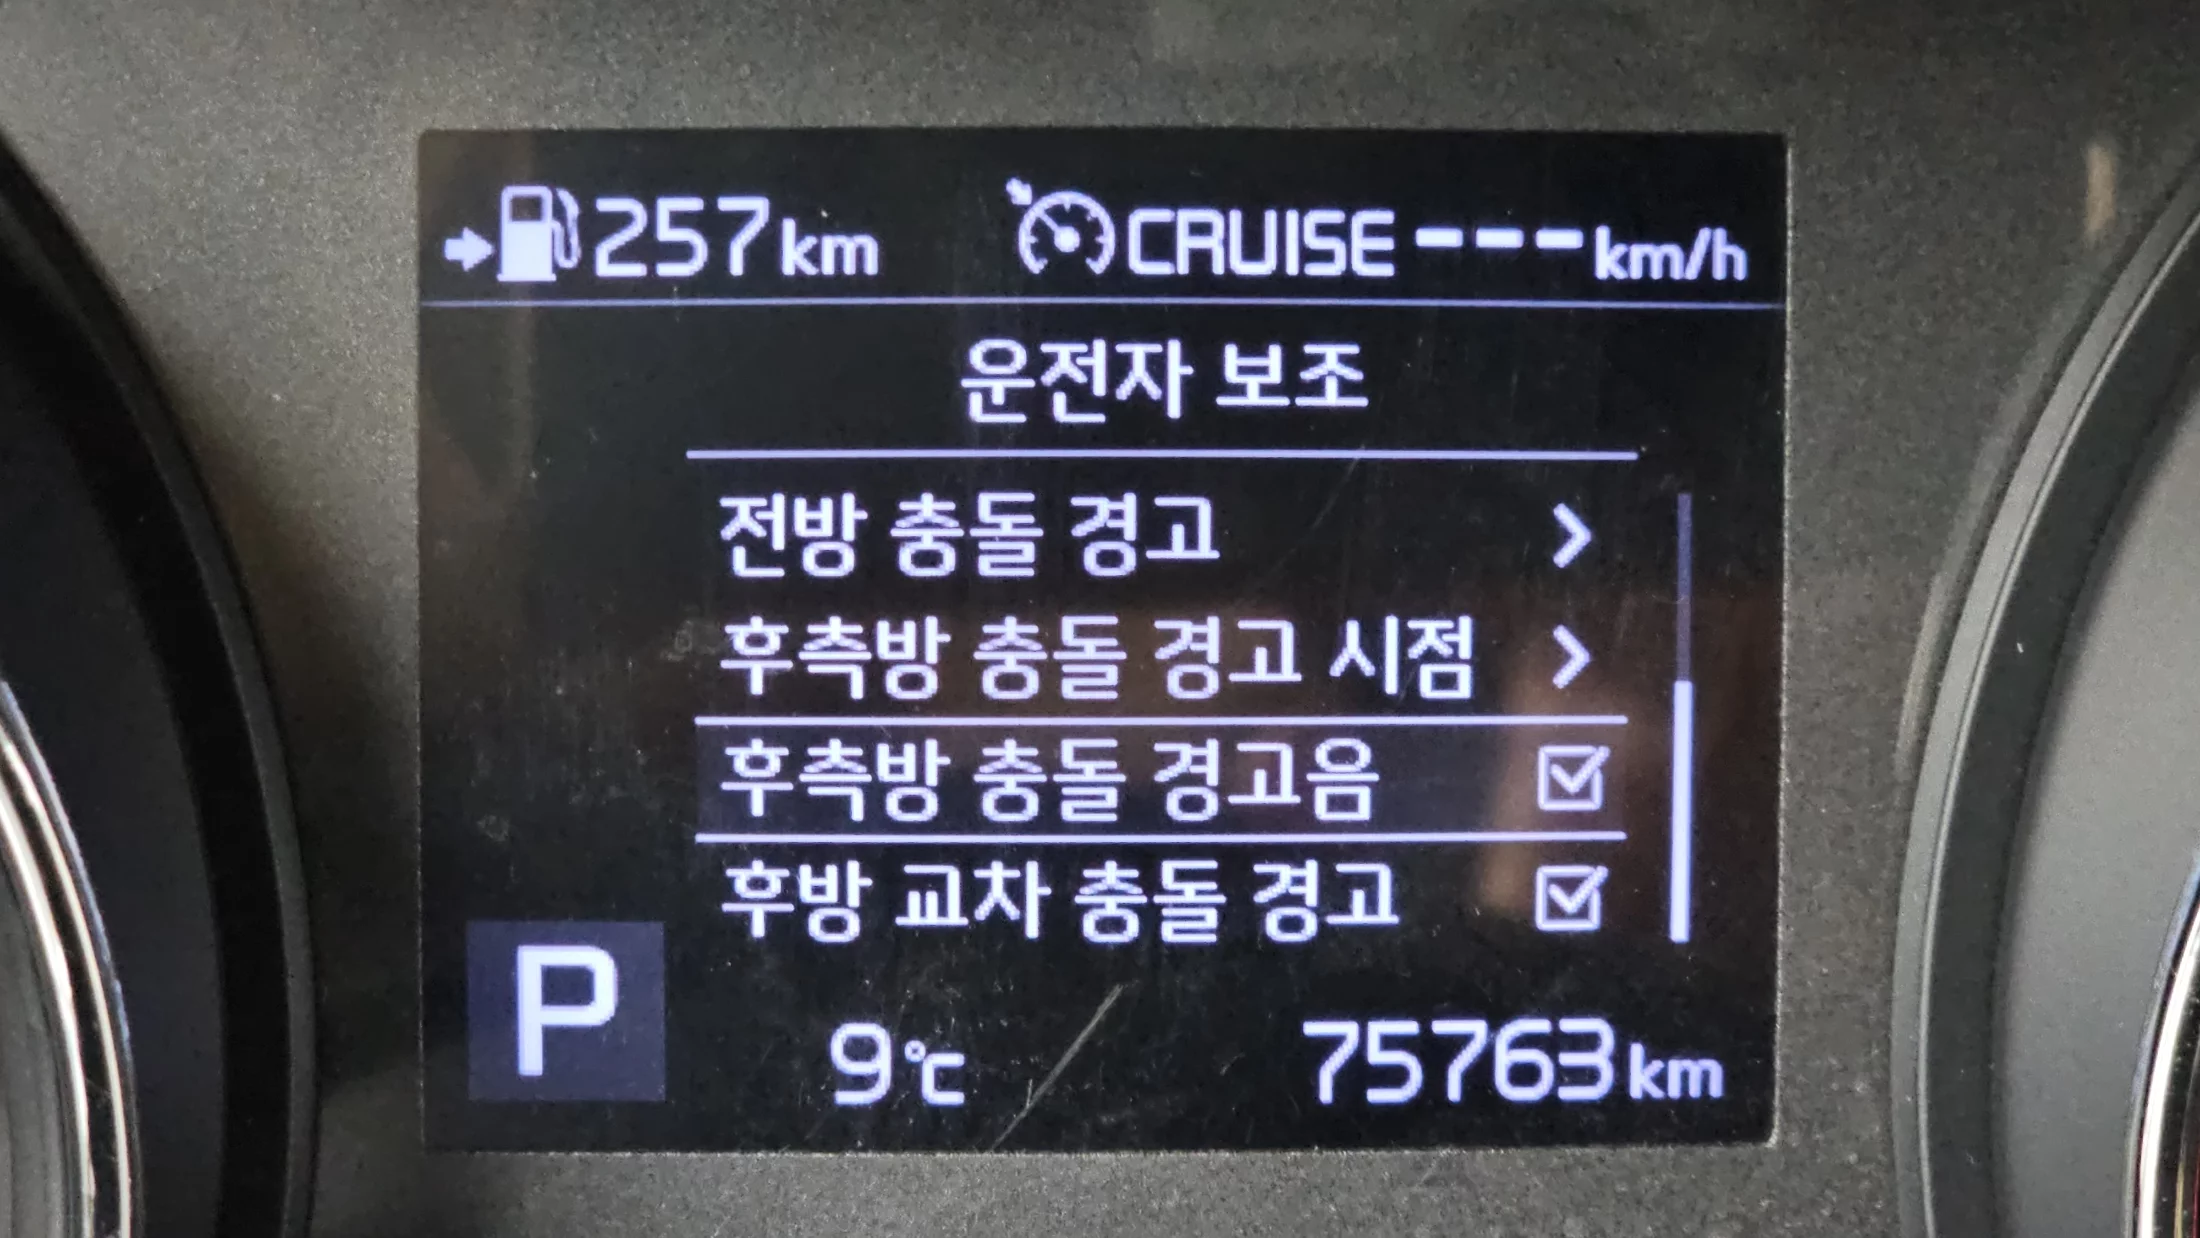 257km CRUISE ---km/h
운전자 보조
전방 충돌 경고 >
후측방 충돌 경고 시점 >
후측방 충돌 경고음
후방 교차 충돌 경고
P
9℃ 75763km